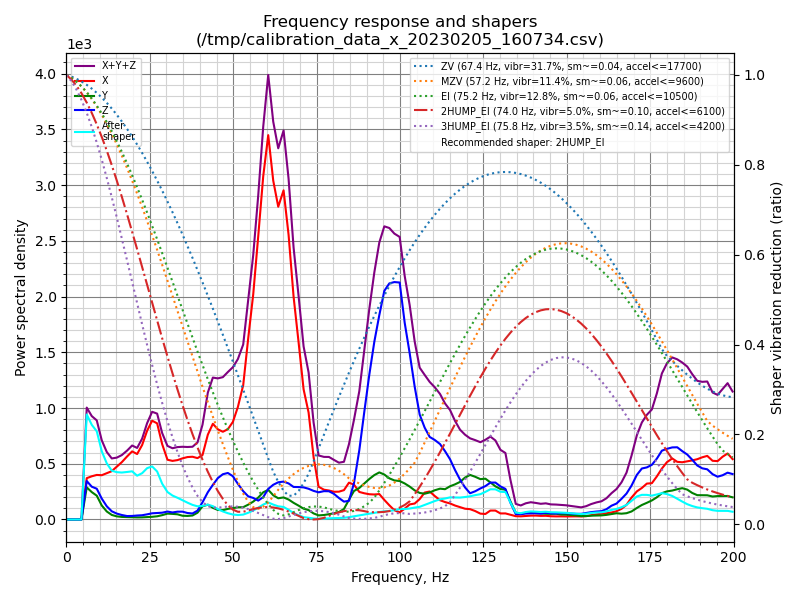 Frequency response and shapers
(/tmp/calibration_data_x_20230205_160734.csv)
1e3
X+Y+Z
X
Y
Z
After
shaper
ZV (67.4 Hz, vibr=31.7%, sm~=0.04, accel<=17700)
MZV (57.2 Hz, vibr=11.4%, sm~=0.06, accel<=9600)
EI (75.2 Hz, vibr=12.8%, sm~=0.06, accel<=10500)
2HUMP_EI (74.0 Hz, vibr=5.0%, sm~=0.10, accel<=6100)
3HUMP_EI (75.8 Hz, vibr=3.5%, sm~=0.14, accel<=4200)
Recommended shaper: 2HUMP_EI
Power spectral density
4.0
3.5
3.0
2.5
2.0
1.5
1.0
0.5
0.0
Shaper vibration reduction (ratio)
1.0
0.8
0.6
0.4
0.2
0.0
0 25 50 75 100 125 150 175 200
Frequency, Hz